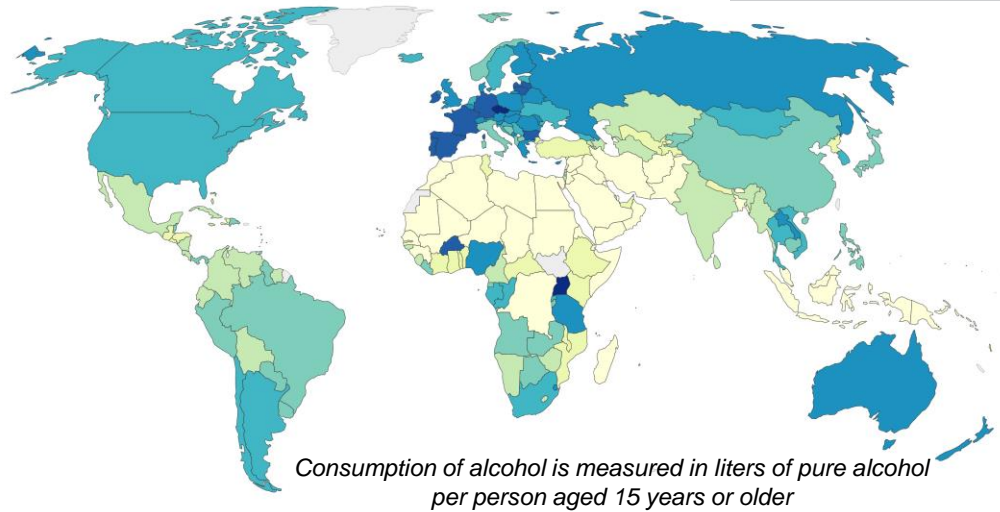 Consumption of alcohol is measured in liters of pure alcohol
per person aged 15 years or older